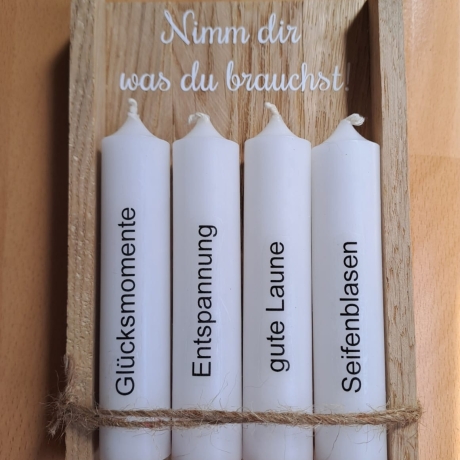 Nimm dir
was du brauchst!
Glücksmomente
Entspannung
gute Laune
Seifenblasen